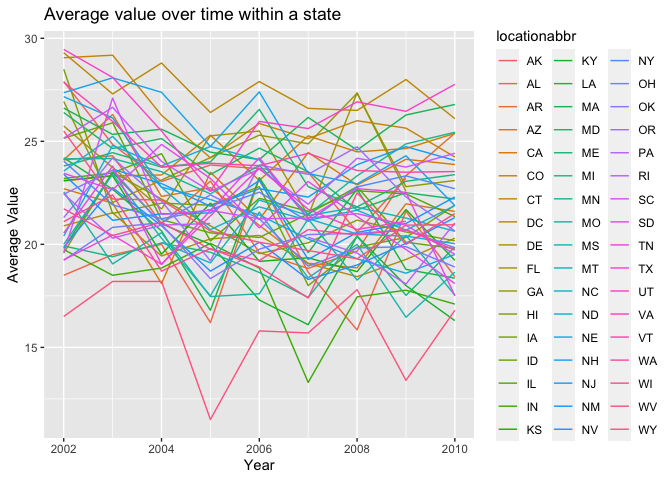 Average value over time within a state
30
25
20
15
2002
2004
2006
2008
2010
Year
Average Value
locationabbr
AK
AL
AR
AZ
CA
CO
CT
DC
DE
FL
GA
HI
IA
ID
IL
IN
KS
KY
LA
MA
MD
ME
MI
MN
MO
MS
MT
NC
ND
NE
NH
NJ
NM
NV
NY
OH
OK
OR
PA
RI
SC
SD
TN
TX
UT
VA
VT
WA
WI
WV
WY